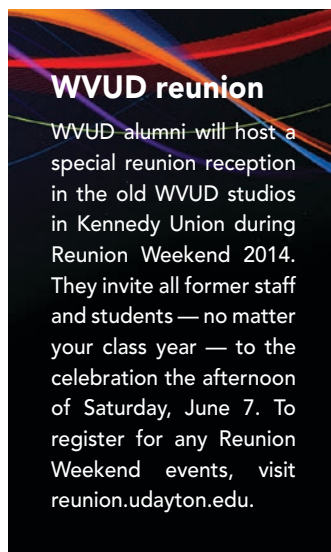 WVUD reunion
WVUD alumni will host a
special reunion reception
in the old WVUD studios
in Kennedy Union during
Reunion Weekend 2014.
They invite all former staff
and students — no matter
your class year — to the
celebration the afternoon
of Saturday, June 7. To
register for any Reunion
Weekend events, visit
reunion.udayton.edu.